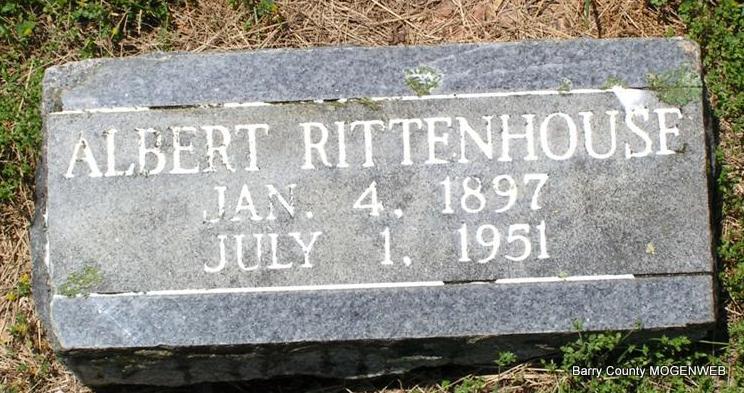 ALBERT RITTENHOUSE
JAN. 4, 1897
JULY 1, 1951
Barry County MOGENWEB